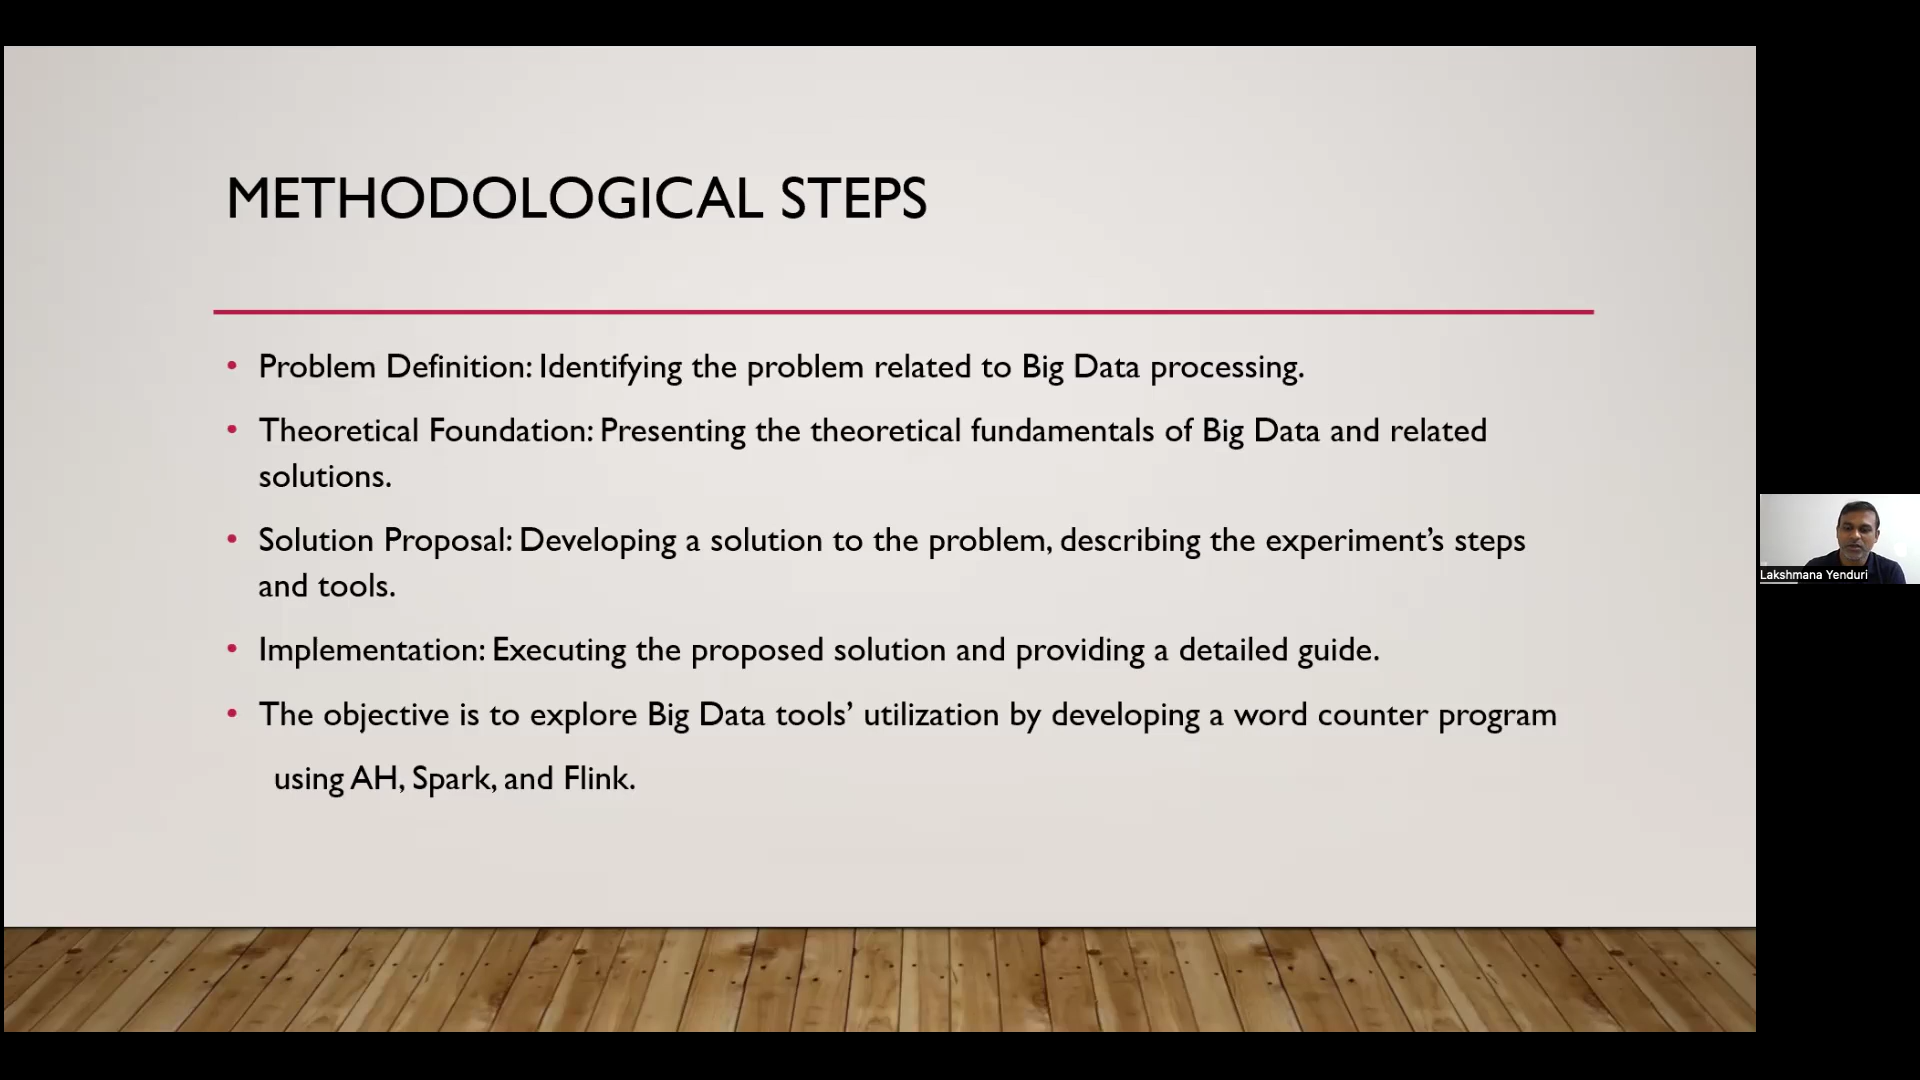 METHODOLOGICAL STEPS
• Problem Definition: Identifying the problem related to Big Data processing.
• Theoretical Foundation: Presenting the theoretical fundamentals of Big Data and related
solutions.
• Solution Proposal: Developing a solution to the problem, describing the experiment’s steps
and tools.
• Implementation: Executing the proposed solution and providing a detailed guide.
• The objective is to explore Big Data tools’ utilization by developing a word counter program
using AH, Spark, and Flink.
Lakshmana Yenduri